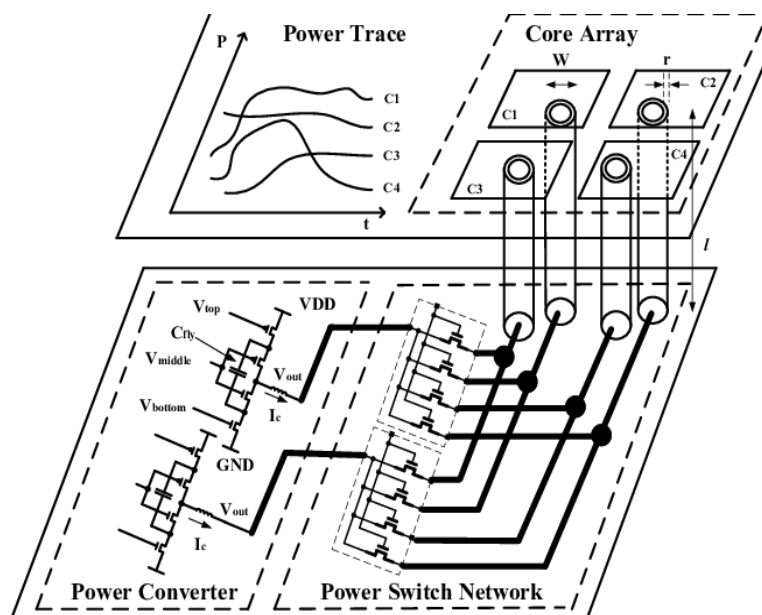 Power Trace
Core Array
P
W
r
C1
C2
C3
C4
t
C1
C2
C3
C4
l
Vtop
VDD
Cfly
Vmiddle
Vout
Ic
Vbottom
GND
Vout
Ic
Power Converter
Power Switch Network